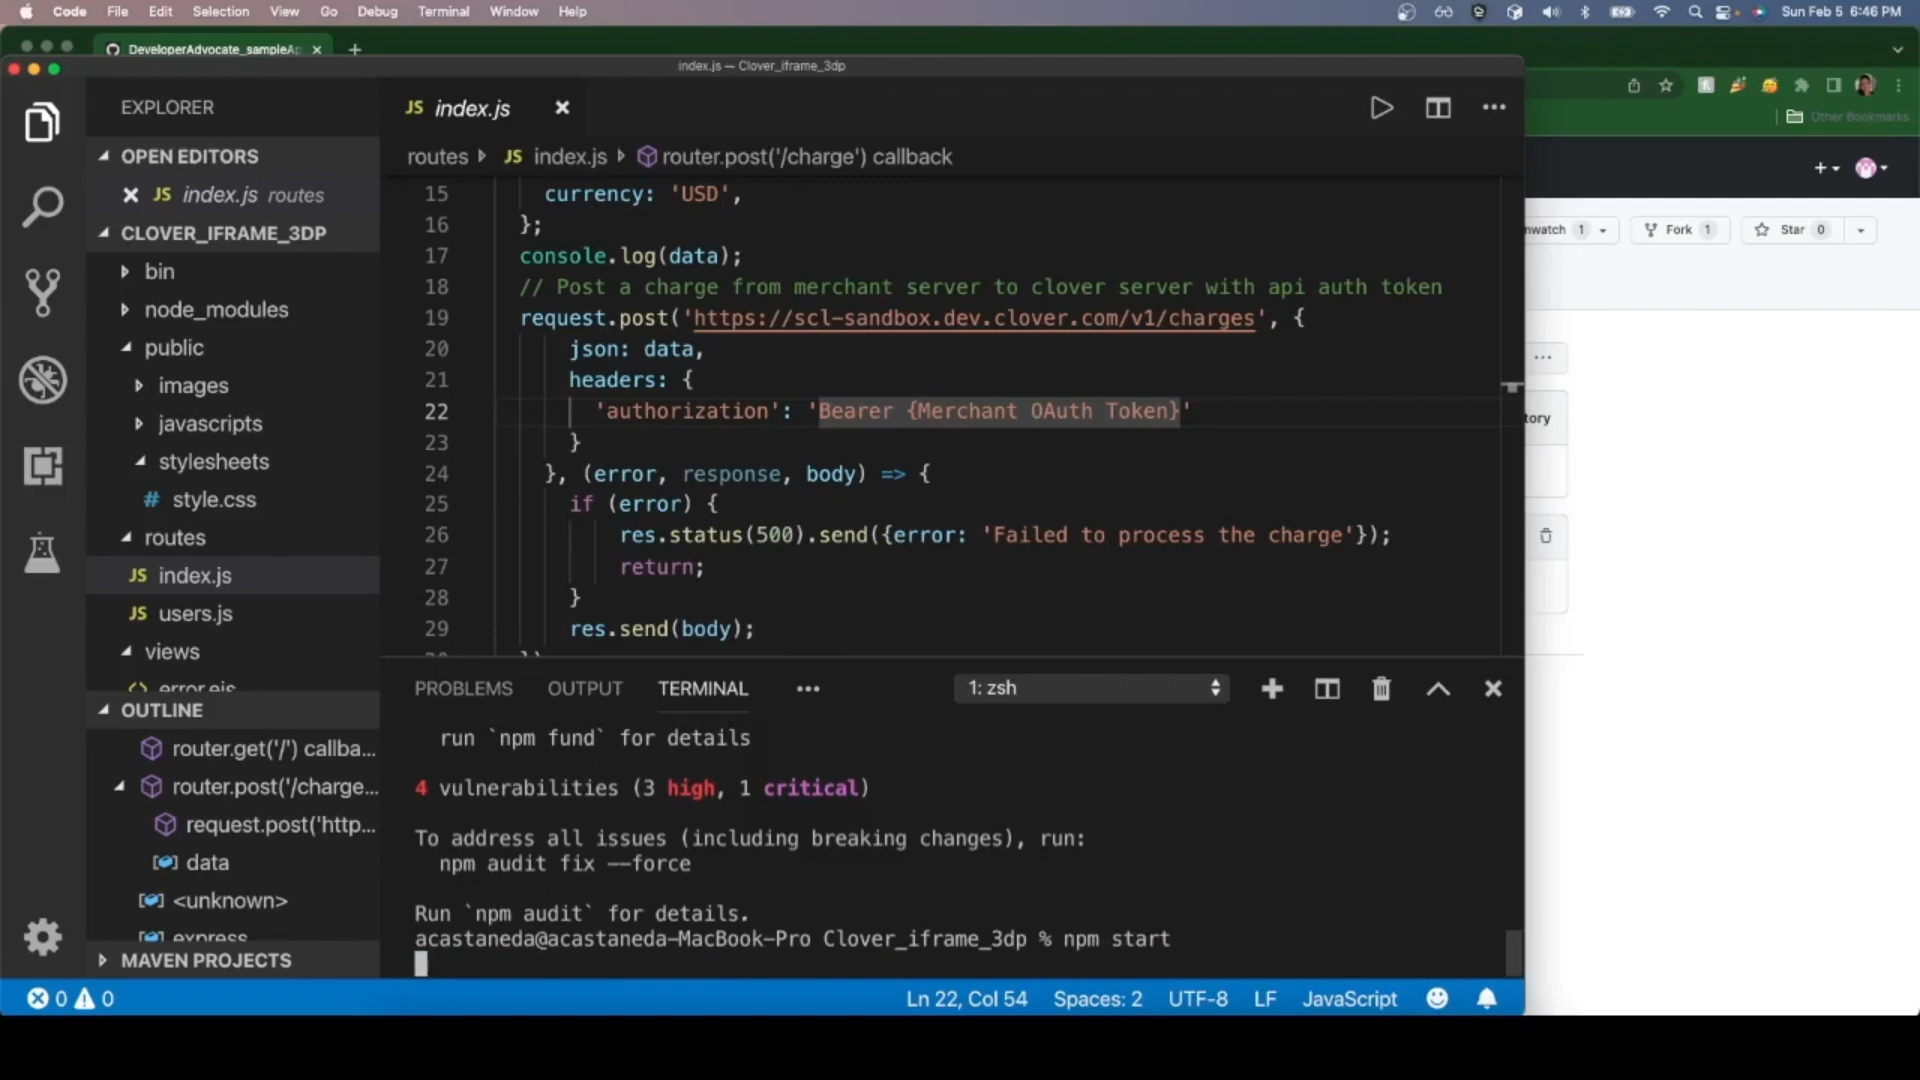 Code File Edit Selection View Go Debug Terminal Window Help
Sun Feb 5 6:46 PM
DeveloperAdvocate_sampleAp
index.js — Clover_iframe_3dp
Other Bookmarks
EXPLORER
OPEN EDITORS
index.js routes
CLOVER_IFRAME_3DP
bin
node_modules
public
images
javascripts
stylesheets
# style.css
routes
JS index.js
JS users.js
views
error.ejs
OUTLINE
router.get('/') callba...
router.post('/charge...
request.post('http...
data
<unknown>
express
MAVEN PROJECTS
JS index.js
routes JS index.js router.post('/charge') callback
15 currency: 'USD',
16 };
17 console.log(data);
18 // Post a charge from merchant server to clover server with api auth token
19 request.post('https://scl-sandbox.dev.clover.com/v1/charges', {
20 json: data,
21 headers: {
22 'authorization': 'Bearer {Merchant OAuth Token}'
23 }
24 }, (error, response, body) => {
25 if (error) {
26 res.status(500).send({error: 'Failed to process the charge'});
27 return;
28 }
29 res.send(body);
PROBLEMS OUTPUT TERMINAL ••• 1: zsh
run `npm fund` for details
4 vulnerabilities (3 high, 1 critical)
To address all issues (including breaking changes), run:
npm audit fix --force
Run `npm audit` for details.
acastaneda@acastaneda-MacBook-Pro Clover_iframe_3dp % npm start
0 0 Ln 22, Col 54 Spaces: 2 UTF-8 LF JavaScript
nwatch 1 Fork 1 Star 0
tory